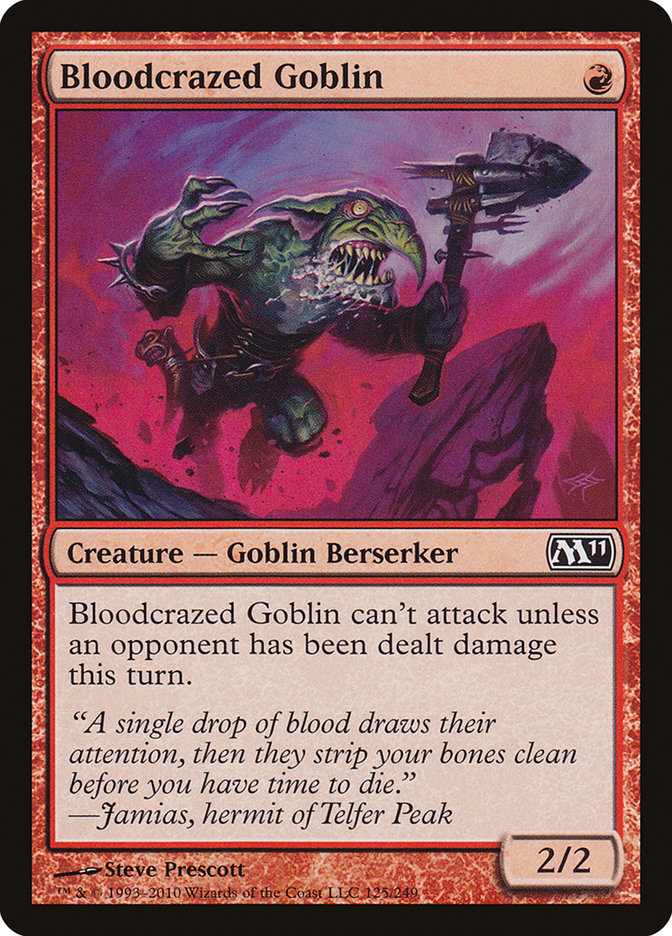 Bloodcrazed Goblin
Creature — Goblin Berserker
M11
Bloodcrazed Goblin can't attack unless
an opponent has been dealt damage
this turn.
“A single drop of blood draws their
attention, then they strip your bones clean
before you have time to die.”
—Jamias, hermit of Telfer Peak
2/2
Steve Prescott
™ & © 1993–2010 Wizards of the Coast LLC 125/249